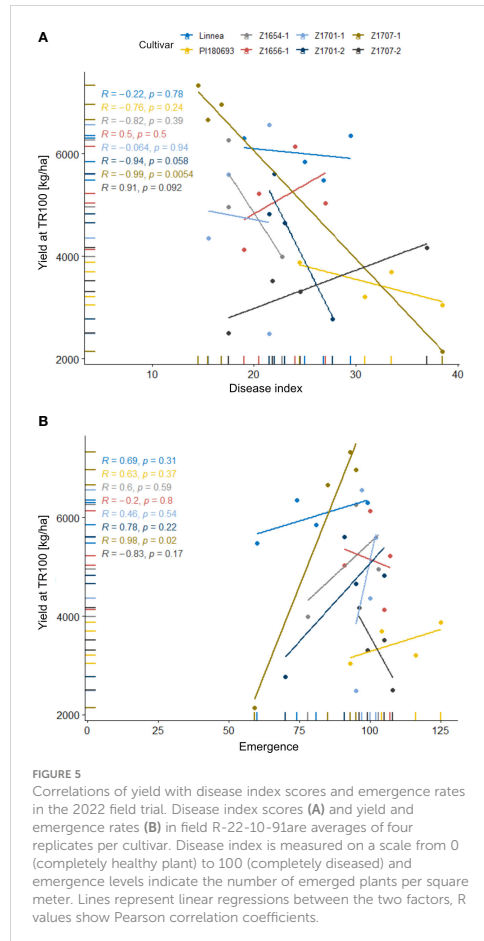 A
Cultivar
Linnea Z1654-1 Z1701-1 Z1707-1
PI180693 Z1656-1 Z1701-2 Z1707-2
R = −0.22, p = 0.78
R = −0.76, p = 0.24
R = −0.82, p = 0.39
R = 0.5, p = 0.5
R = −0.064, p = 0.94
R = −0.94, p = 0.058
R = −0.99, p = 0.0054
R = 0.91, p = 0.092
Yield at TR100 [kg/ha]
6000
4000
2000
10 20 30 40
Disease index
B
R = 0.69, p = 0.31
R = 0.63, p = 0.37
R = 0.6, p = 0.59
R = −0.2, p = 0.8
R = 0.46, p = 0.54
R = 0.78, p = 0.22
R = 0.98, p = 0.02
R = −0.83, p = 0.17
Yield at TR100 [kg/ha]
6000
4000
2000
0 50 75 100 125
Emergence
FIGURE 5
Correlations of yield with disease index scores and emergence rates
in the 2022 field trial. Disease index scores (A) and yield and
emergence rates (B) in field R-22-10-91are averages of four
replicates per cultivar. Disease index is measured on a scale from 0
(completely healthy plant) to 100 (completely diseased) and
emergence levels indicate the number of emerged plants per square
meter. Lines represent linear regressions between the two factors, R
values show Pearson correlation coefficients.